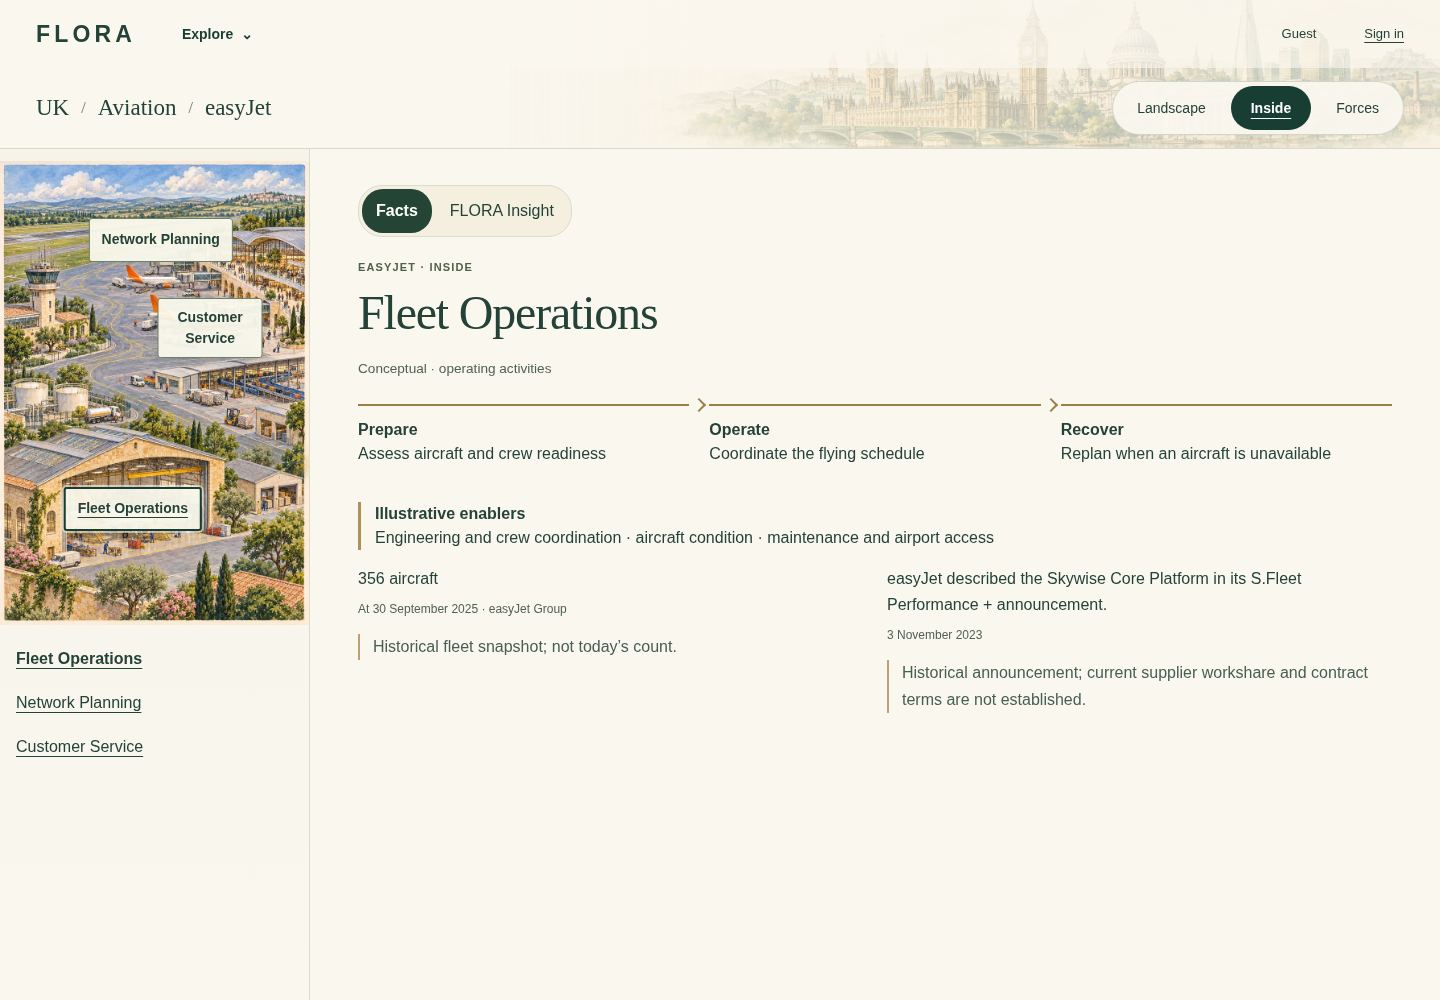 FLORA
Explore
Guest
Sign in
UK / Aviation / easyJet
Landscape
Inside
Forces
Network Planning
Customer
Service
Fleet Operations
Fleet Operations
Network Planning
Customer Service
Facts
FLORA Insight
EASYJET · INSIDE
Fleet Operations
Conceptual · operating activities
Prepare
Assess aircraft and crew readiness
Operate
Coordinate the flying schedule
Recover
Replan when an aircraft is unavailable
Illustrative enablers
Engineering and crew coordination · aircraft condition · maintenance and airport access
356 aircraft
At 30 September 2025 · easyJet Group
Historical fleet snapshot; not today’s count.
easyJet described the Skywise Core Platform in its S.Fleet
Performance + announcement.
3 November 2023
Historical announcement; current supplier workshare and contract
terms are not established.